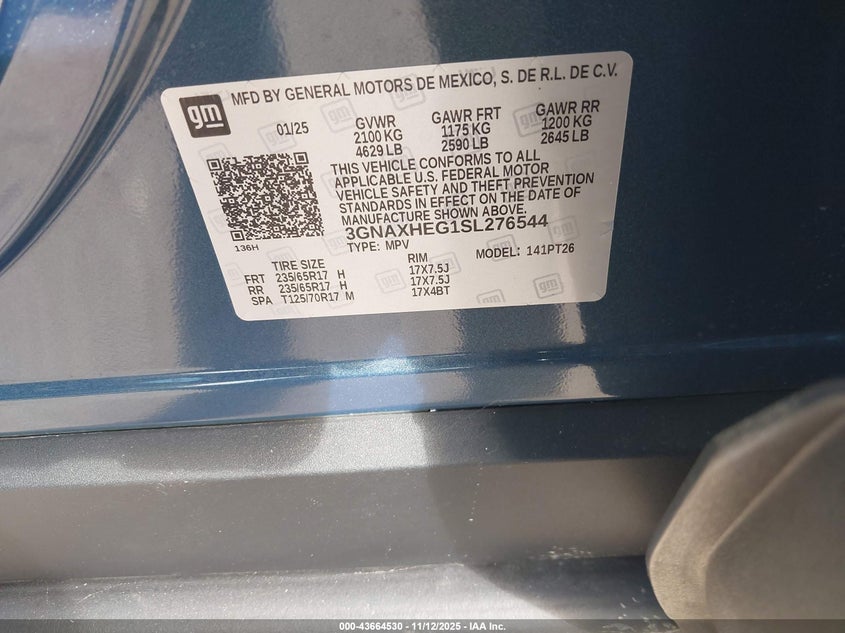 gm
MFD BY GENERAL MOTORS DE MEXICO, S. DE R.L. DE C.V.
01/25 GVWR GAWR FRT GAWR RR
2100 KG 1175 KG 1200 KG
4629 LB 2590 LB 2645 LB
THIS VEHICLE CONFORMS TO ALL
APPLICABLE U.S. FEDERAL MOTOR
VEHICLE SAFETY AND THEFT PREVENTION
STANDARDS IN EFFECT ON THE DATE OF
MANUFACTURE SHOWN ABOVE.
3GNAXHEG1SL276544
136H TYPE: MPV MODEL: 141PT26
TIRE SIZE RIM
FRT 235/65R17 H 17X7.5J
RR 235/65R17 H 17X7.5J
SPA T125/70R17 M 17X4BT
000-43664530 - 11/12/2025 - IAA Inc.